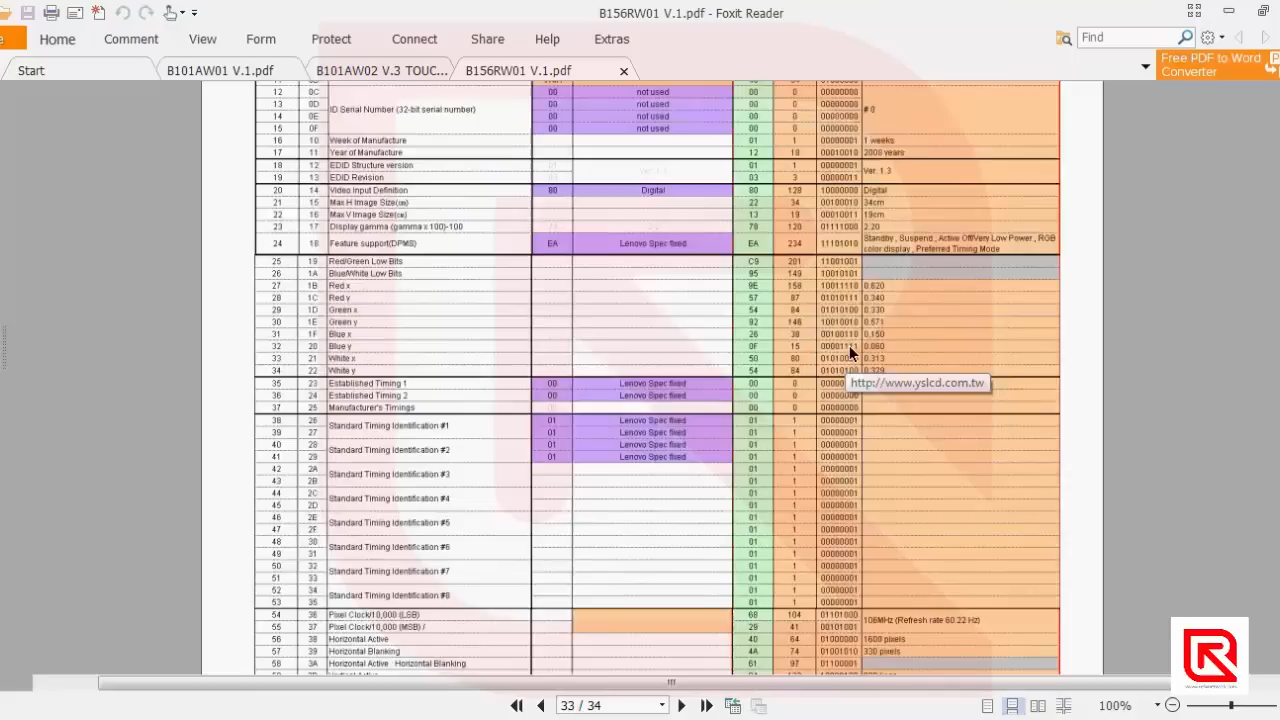 B156RW01 V.1.pdf - Foxit Reader
Home Comment View Form Protect Connect Share Help Extras
Find
Start B101AW01 V.1.pdf B101AW02 V.3 TOUC... B156RW01 V.1.pdf
Free PDF to Word
Converter
12 0C 00 not used 00 0 00000000
13 0D ID Serial Number (32-bit serial number) 00 not used 00 0 00000000 # 0
14 0E 00 not used 00 0 00000000
15 0F 00 not used 00 0 00000000
16 10 Week of Manufacture 01 1 00000001 1 weeks
17 11 Year of Manufacture 12 18 00010010 2008 years
18 12 EDID Structure version 01 1 00000001 Ver. 1.3
19 13 EDID Revision 03 3 00000011
20 14 Video Input Definition 80 Digital 80 128 10000000 Digital
21 15 Max H Image Size(cm) 22 34 00100010 34cm
22 16 Max V Image Size(cm) 13 19 00010011 19cm
23 17 Display gamma (gamma x 100)-100 78 120 01111000 2.20
24 18 Feature support(DPMS) EA Lenovo Spec fixed EA 234 11101010 Standby , Suspend , Active Off/Very Low Power , RGB
color display , Preferred Timing Mode
25 19 Red/Green Low Bits C9 201 11001001
26 1A Blue/White Low Bits 95 149 10010101
27 1B Red x 9E 158 10011110 0.620
28 1C Red y 57 87 01010111 0.340
29 1D Green x 54 84 01010100 0.330
30 1E Green y 92 146 10010010 0.571
31 1F Blue x 26 38 00100110 0.150
32 20 Blue y 0F 15 00001111 0.060
33 21 White x 50 80 0.313
34 22 White y 54 84 01010100 0.329
35 23 Established Timing 1 00 Lenovo Spec fixed 00 0
http://www.yslcd.com.tw
36 24 Established Timing 2 00 Lenovo Spec fixed 00 0 00000000
37 25 Manufacturer's Timings 00 0 00000000
38 26 Standard Timing Identification #1 01 Lenovo Spec fixed 01 1 00000001
39 27 01 Lenovo Spec fixed 01 1 00000001
40 28 Standard Timing Identification #2 01 Lenovo Spec fixed 01 1 00000001
41 29 01 Lenovo Spec fixed 01 1 00000001
42 2A Standard Timing Identification #3 01 1 00000001
43 2B 01 1 00000001
44 2C Standard Timing Identification #4 01 1 00000001
45 2D 01 1 00000001
46 2E Standard Timing Identification #5 01 1 00000001
47 2F 01 1 00000001
48 30 Standard Timing Identification #6 01 1 00000001
49 31 01 1 00000001
50 32 Standard Timing Identification #7 01 1 00000001
51 33 01 1 00000001
52 34 Standard Timing Identification #8 01 1 00000001
53 35 01 1 00000001
54 36 Pixel Clock/10,000 (LSB) 68 104 01101000 106MHz (Refresh rate 60.22 Hz)
55 37 Pixel Clock/10,000 (MSB) / 29 41 00101001
56 38 Horizontal Active 40 64 01000000 1600 pixels
57 39 Horizontal Blanking 4A 74 01001010 330 pixels
58 3A Horizontal Active Horizontal Blanking 61 97 01100001
33 / 34
100%